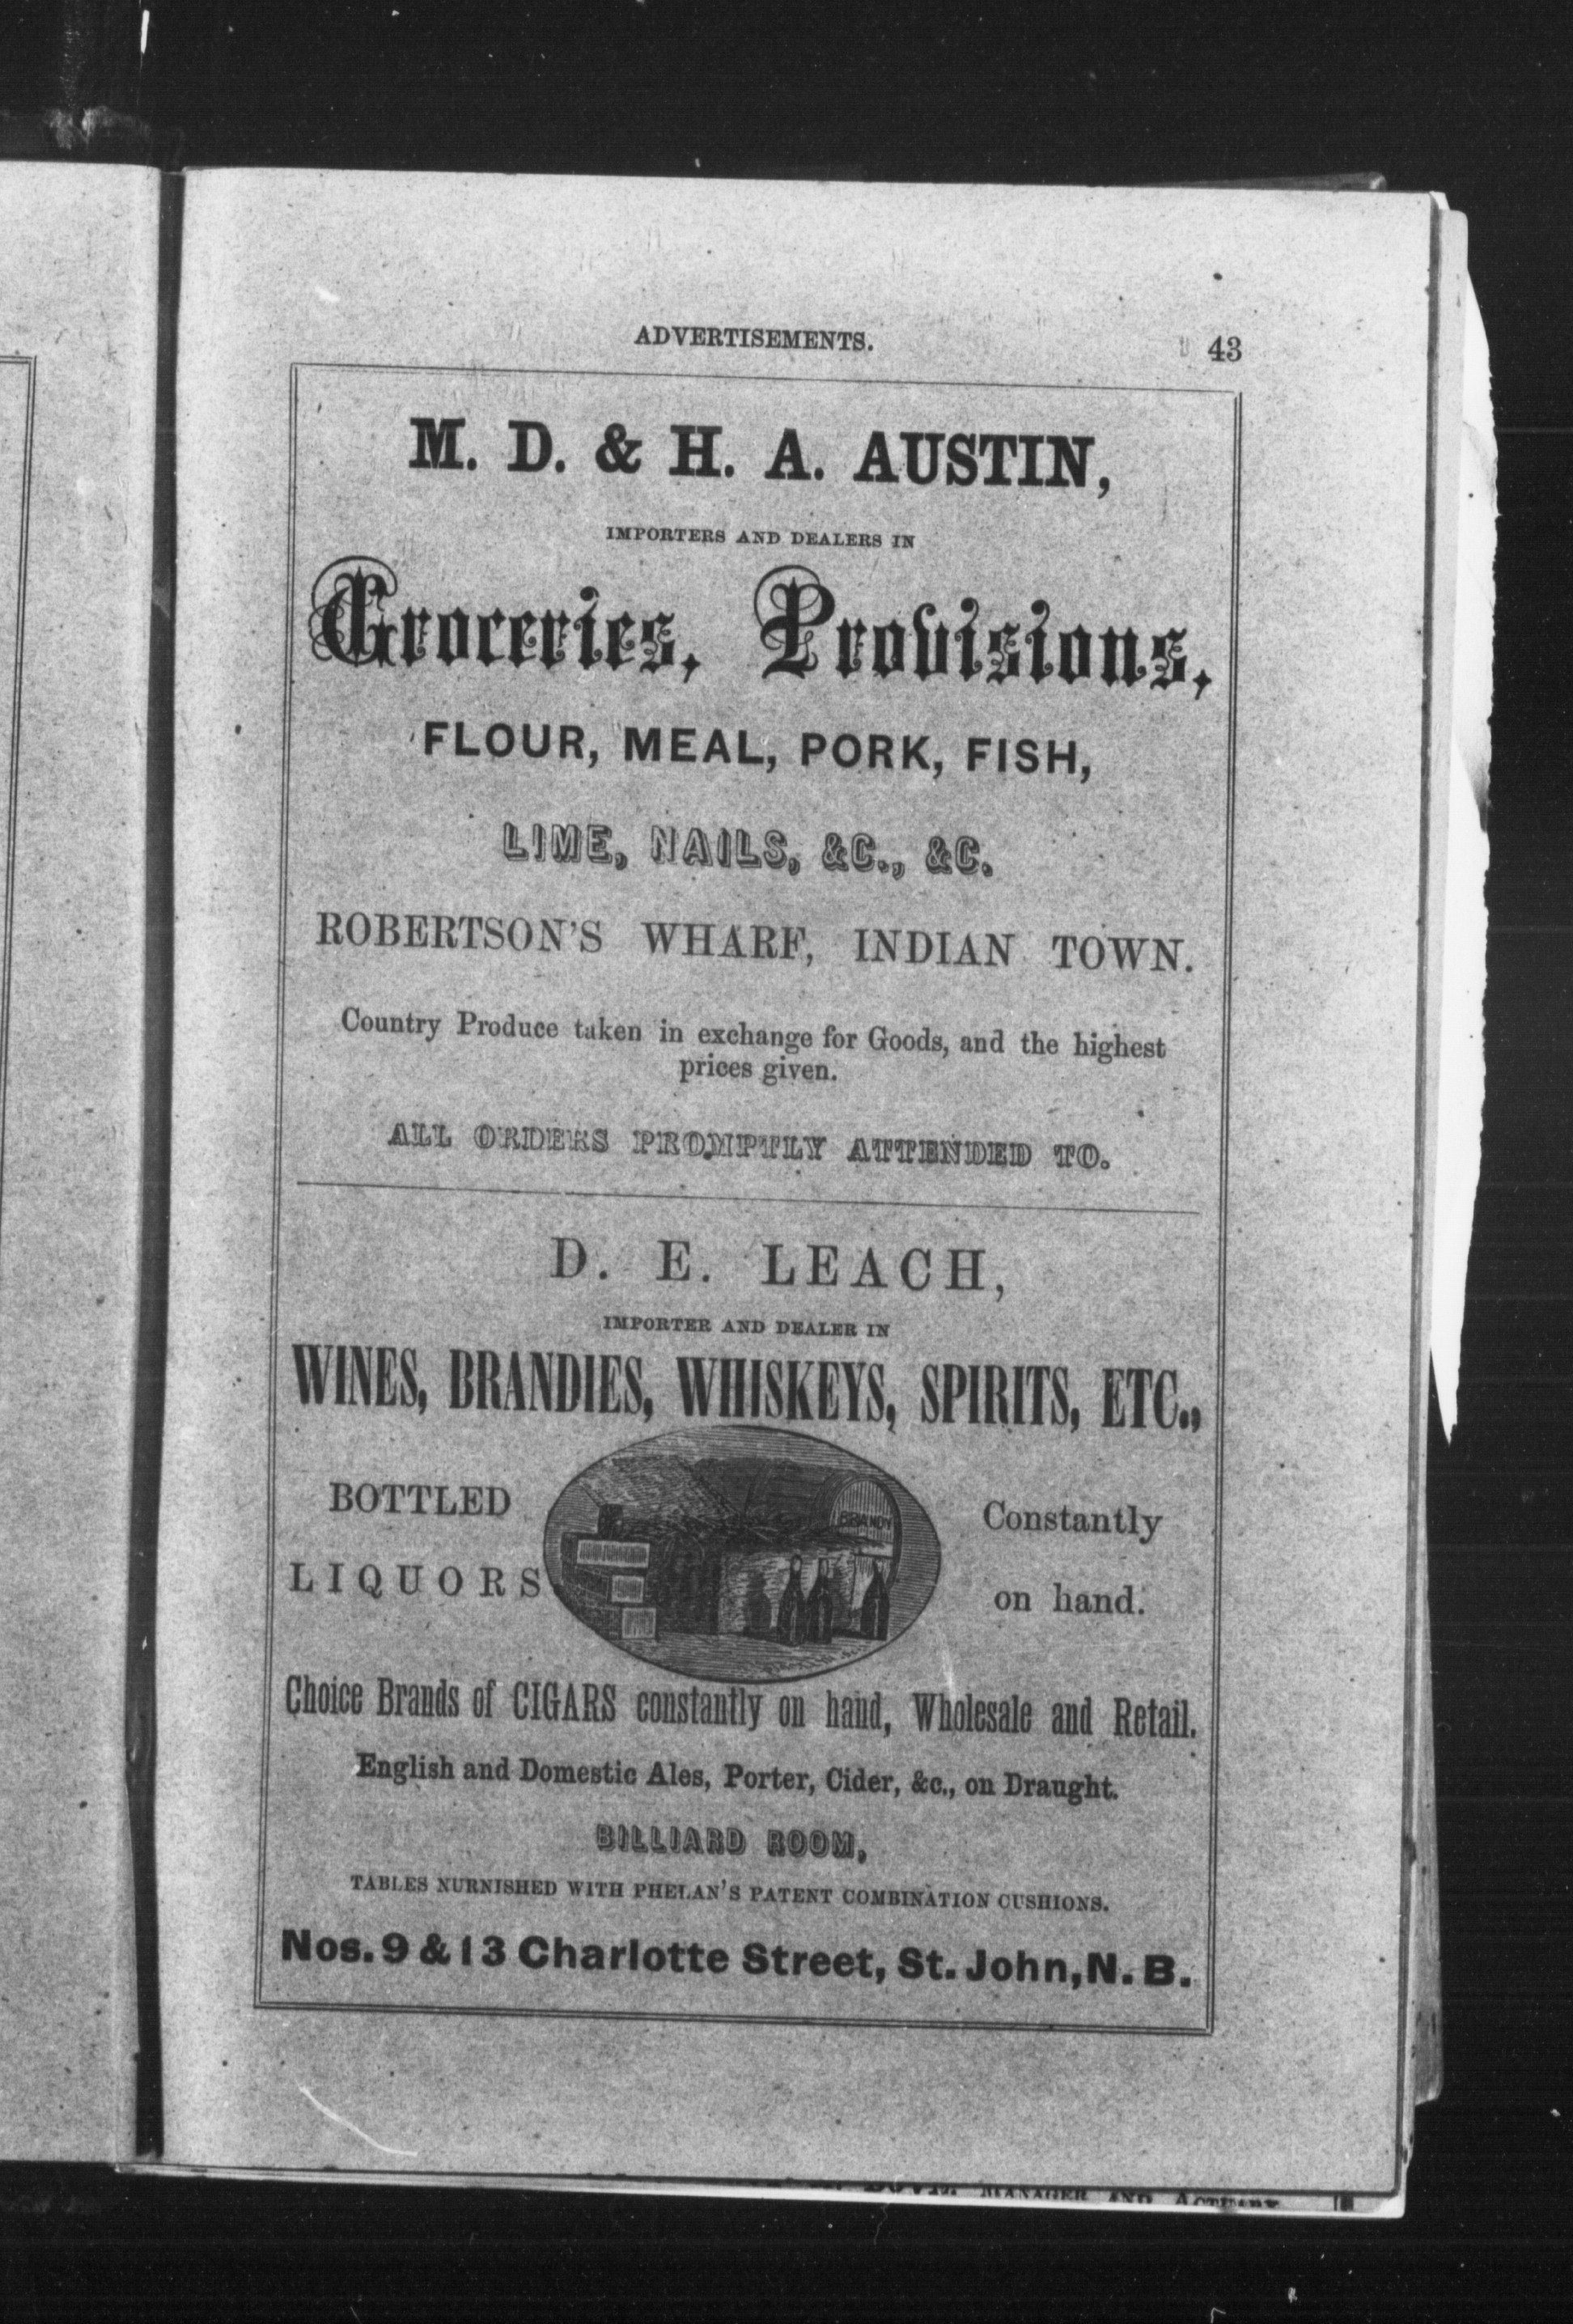 ADVERTISEMENTS. 43
M. D. & H. A. AUSTIN,
IMPORTERS AND DEALERS IN
Groceries, Provisions,
FLOUR, MEAL, PORK, FISH,
LIME, NAILS, &C., &C.
ROBERTSON'S WHARF, INDIAN TOWN.
Country Produce taken in exchange for Goods, and the highest
prices given.
ALL ORDERS PROMPTLY ATTENDED TO.
D. E. LEACH,
IMPORTER AND DEALER IN
WINES, BRANDIES, WHISKEYS, SPIRITS, ETC.,
BOTTLED
LIQUORS
BRANDY
Constantly
on hand.
Choice Brands of CIGARS constantly on hand, Wholesale and Retail.
English and Domestic Ales, Porter, Cider, &c., on Draught.
BILLIARD ROOM,
TABLES NURNISHED WITH PHELAN'S PATENT COMBINATION CUSHIONS.
Nos. 9 & 13 Charlotte Street, St. John, N. B.
MANAGER AND ACTUARY